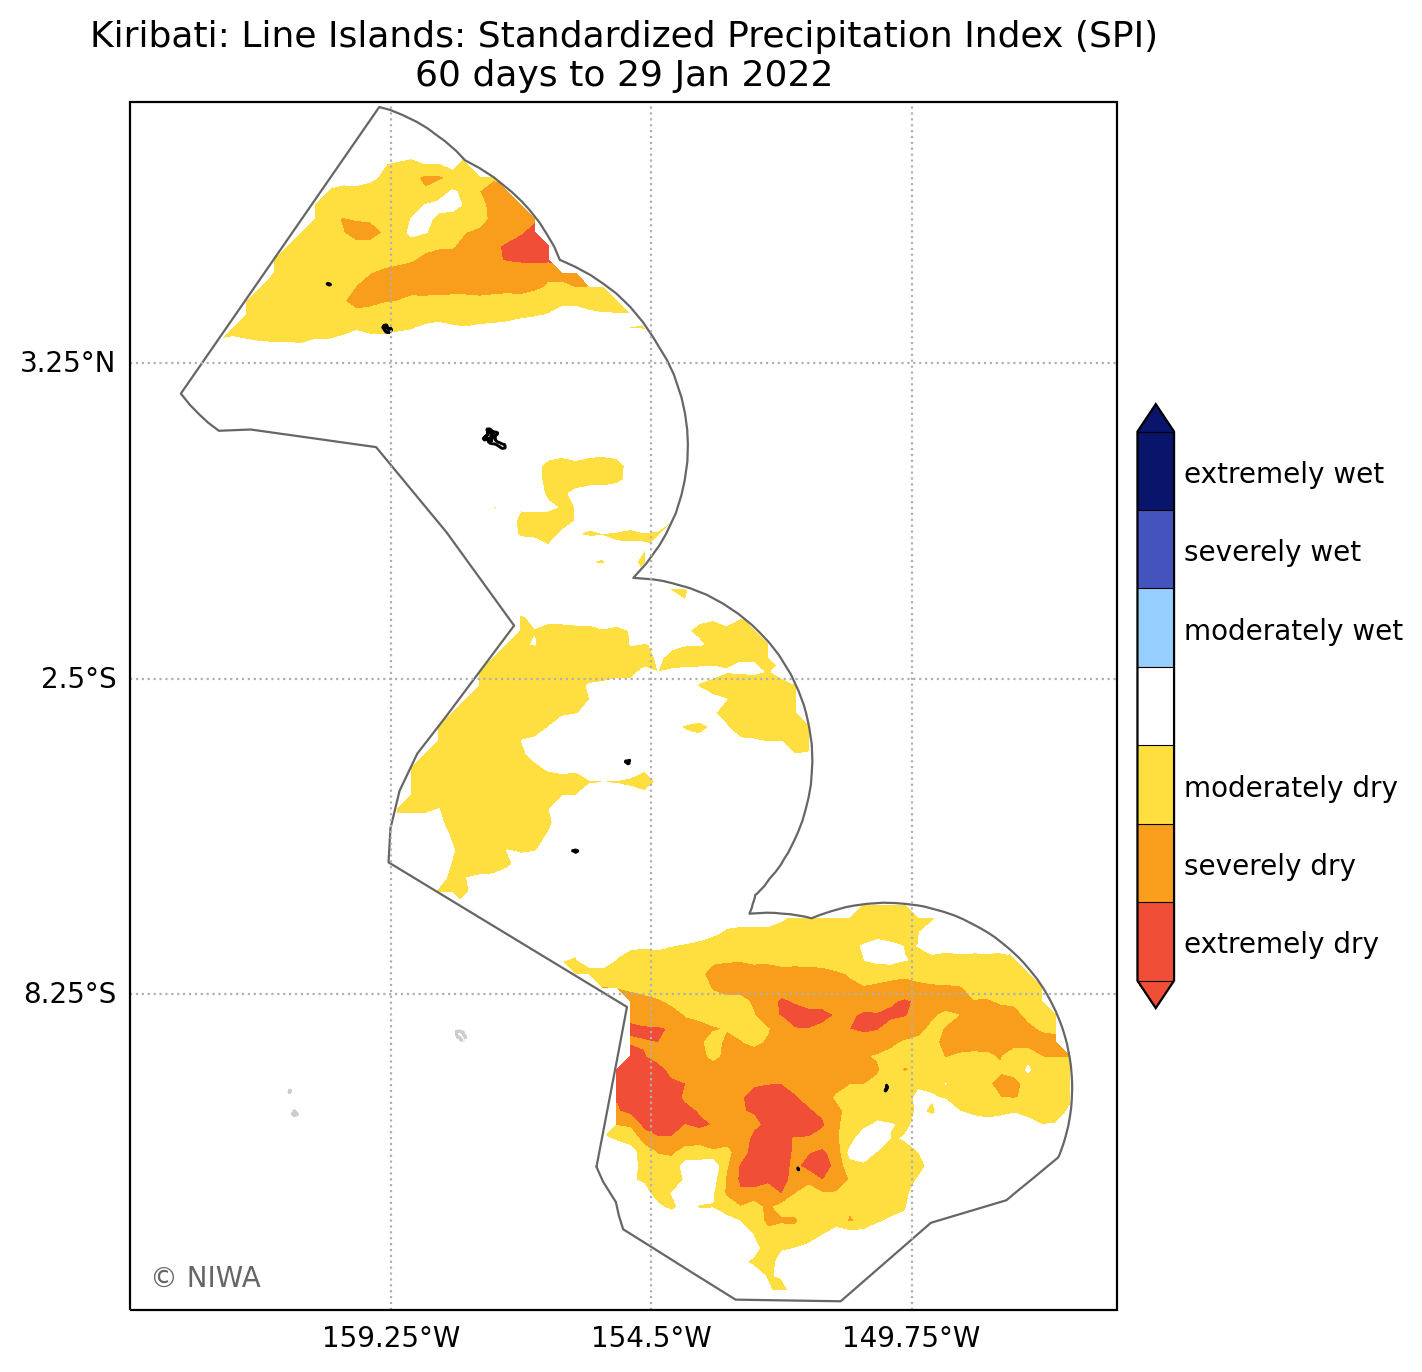 Kiribati: Line Islands: Standardized Precipitation Index (SPI)
60 days to 29 Jan 2022
3.25°N
2.5°S
8.25°S
extremely wet
severely wet
moderately wet
moderately dry
severely dry
extremely dry
© NIWA
159.25°W
154.5°W
149.75°W